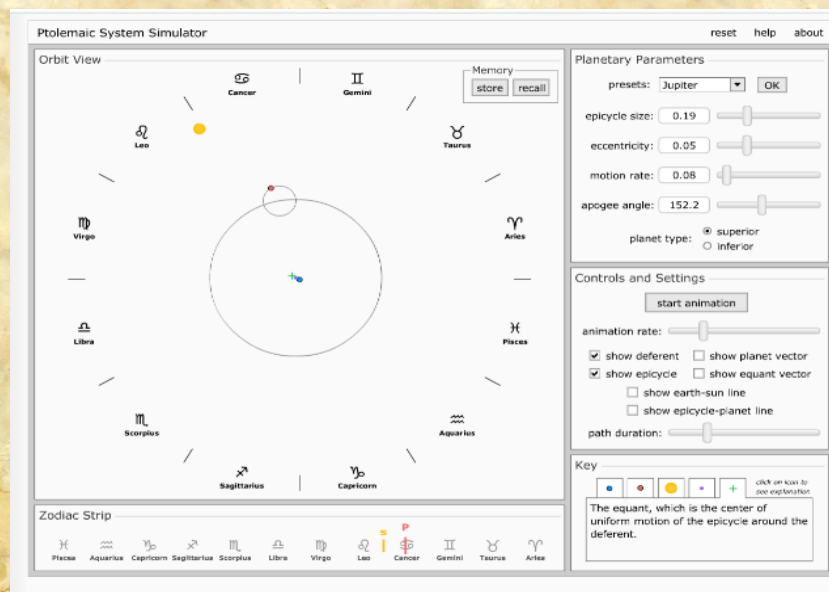 Ptolemaic System Simulator
reset help about
Orbit View
Memory
store recall
Cancer
Gemini
Leo
Taurus
Virgo
Aries
Libra
Pisces
Scorpius
Aquarius
Sagittarius
Capricorn
Planetary Parameters
presets: Jupiter OK
epicycle size: 0.19
eccentricity: 0.05
motion rate: 0.08
apogee angle: 152.2
planet type: superior
inferior
Controls and Settings
start animation
animation rate:
show deferent show planet vector
show epicycle show equant vector
show earth-sun line
show epicycle-planet line
path duration:
Key
click on icon to
see explanation
The equant, which is the center of
uniform motion of the epicycle around the
deferent.
Zodiac Strip
S P
Pisces Aquarius Capricorn Sagittarius Scorpius Libra Virgo Leo Cancer Gemini Taurus Aries